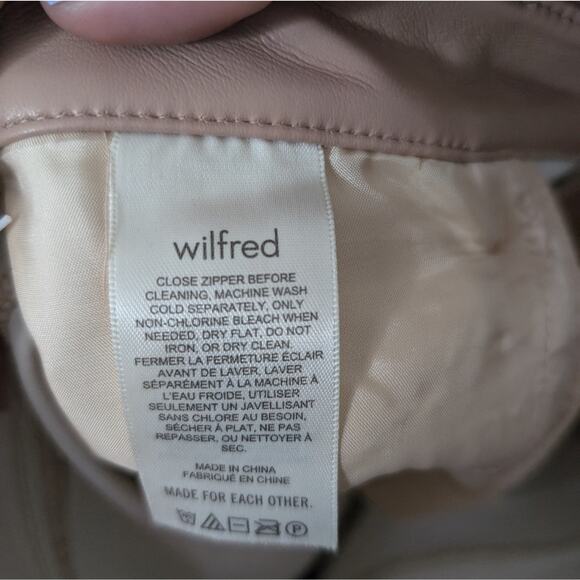 wilfred
CLOSE ZIPPER BEFORE
CLEANING, MACHINE WASH
COLD SEPARATELY, ONLY
NON-CHLORINE BLEACH WHEN
NEEDED, DRY FLAT, DO NOT
IRON, OR DRY CLEAN.
FERMER LA FERMETURE ÉCLAIR
AVANT DE LAVER, LAVER
SÉPARÉMENT À LA MACHINE À
L'EAU FROIDE, UTILISER
SEULEMENT UN JAVELLISANT
SANS CHLORE AU BESOIN,
SÉCHER À PLAT, NE PAS
REPASSER, OU NETTOYER À
SEC.
MADE IN CHINA
FABRIQUÉ EN CHINE
MADE FOR EACH OTHER.
P